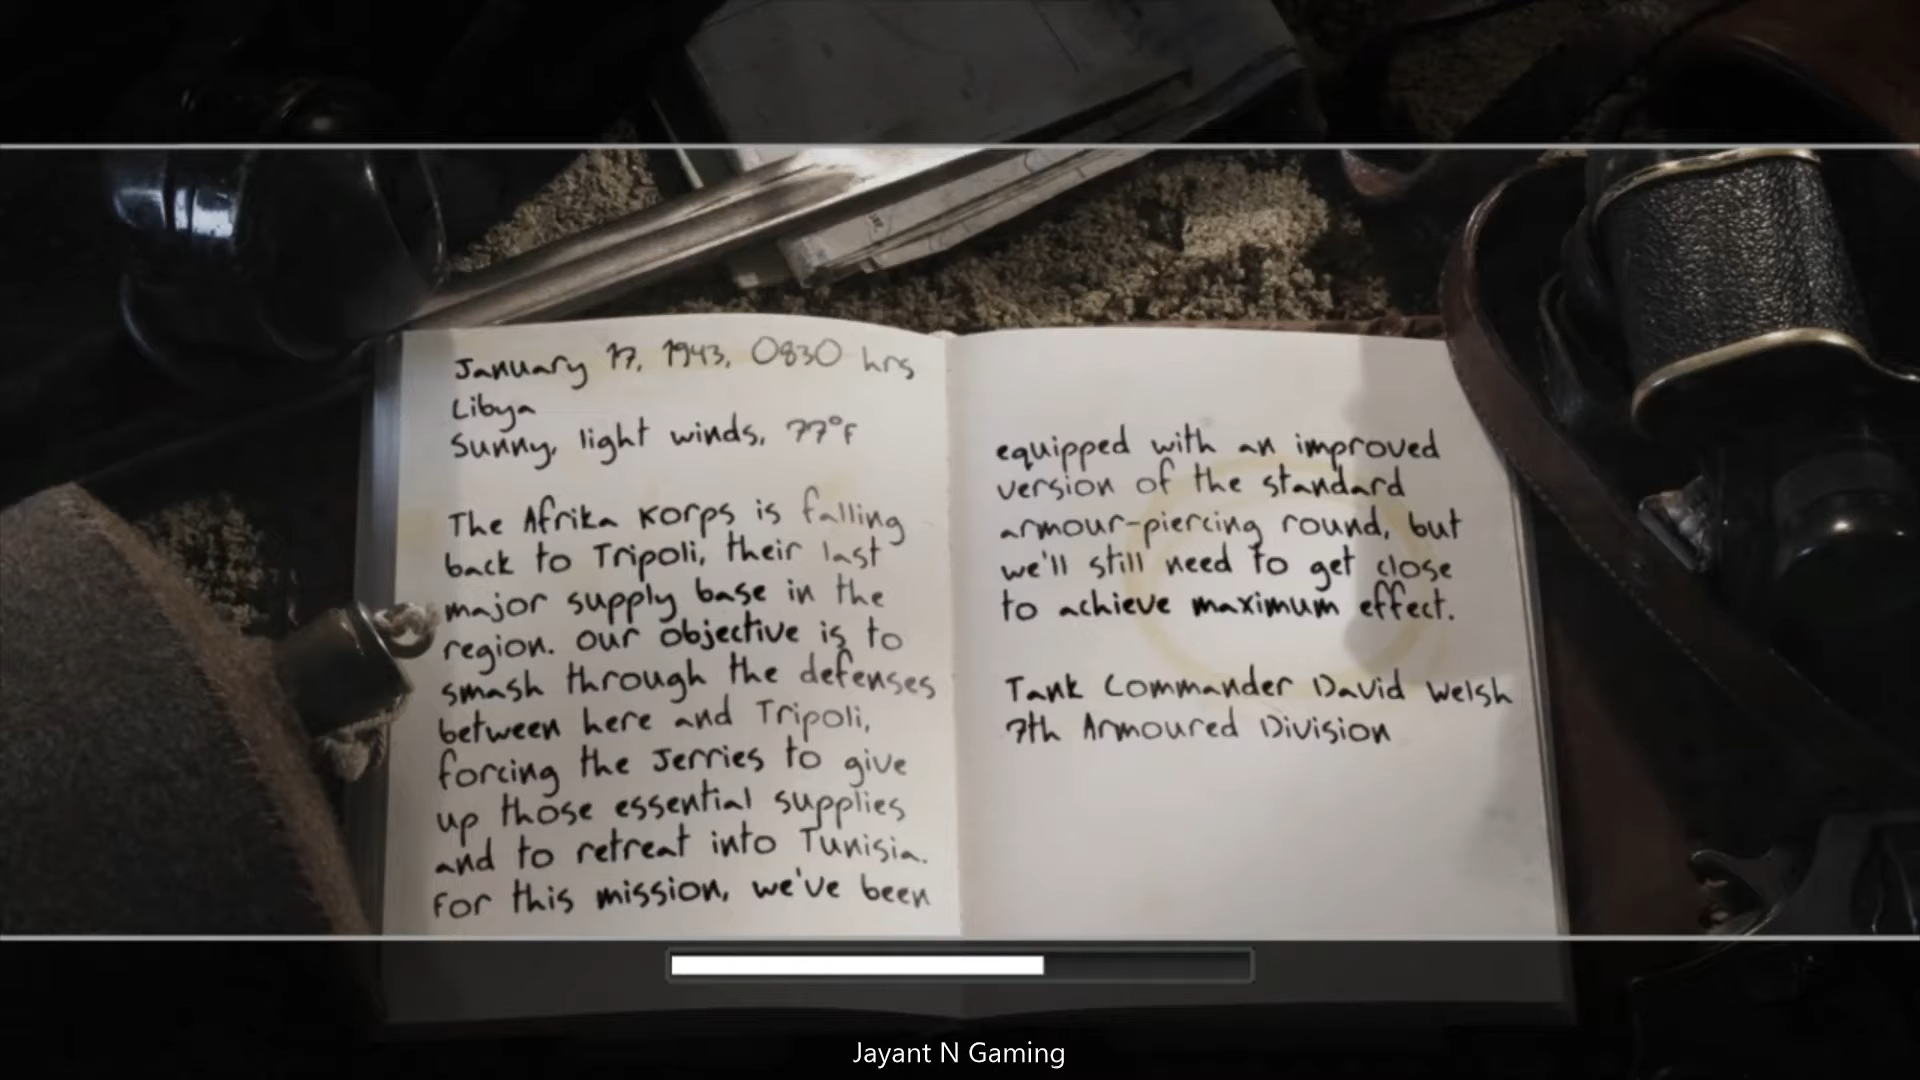 January 17, 1943, 0830 hrs
Libya
Sunny, light winds, 77°F
The Afrika Korps is falling
back to Tripoli, their last
major supply base in the
region. Our objective is to
smash through the defenses
between here and Tripoli,
forcing the Jerries to give
up those essential supplies
and to retreat into Tunisia.
For this mission, we've been
equipped with an improved
version of the standard
armour-piercing round, but
we'll still need to get close
to achieve maximum effect.
Tank Commander David Welsh
7th Armoured Division
Jayant N Gaming